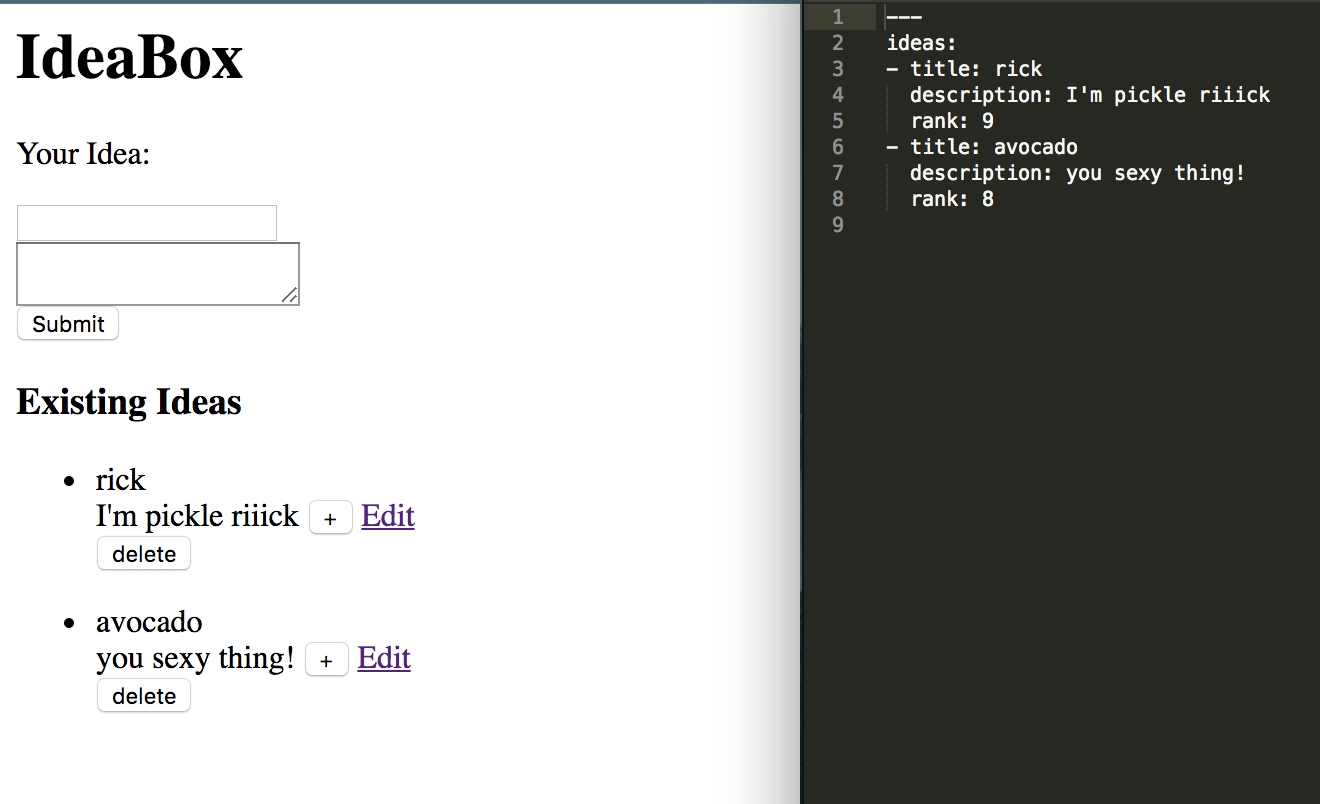 IdeaBox
Your Idea:
Submit
Existing Ideas
rick
I'm pickle riiick + Edit
delete
avocado
you sexy thing! + Edit
delete
1 ---
2 ideas:
3 - title: rick
4 description: I'm pickle riiick
5 rank: 9
6 - title: avocado
7 description: you sexy thing!
8 rank: 8
9